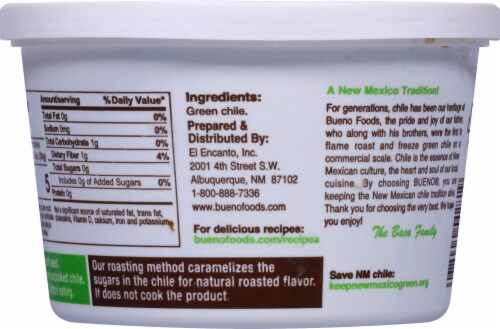 Amount/serving % Daily Value*
Total Fat 0g 0%
Sodium 0mg 0%
Total Carbohydrate 1g 0%
Dietary Fiber 1g 4%
Total Sugars 0g
5 Includes 0g of Added Sugars 0%
Protein 0g
Not a significant source of saturated fat, trans fat,
cholesterol, Vitamin D, calcium, iron and potassium
Our roasting method caramelizes the
sugars in the chile for natural roasted flavor.
It does not cook the product.
Ingredients:
Green chile.
Prepared &
Distributed By:
El Encanto, Inc.
2001 4th Street S.W.
Albuquerque, NM 87102
1-800-888-7336
www.buenofoods.com
For delicious recipes:
buenofoods.com/recipes
A New Mexico Tradition!
For generations, chile has been our heritage at
Bueno Foods, the pride and joy of our father,
who along with his brothers, were the first to
flame roast and freeze green chile on a
commercial scale. Chile is the essence of New
Mexican culture, the heart and soul of our local
cuisine. By choosing BUENO®, you are
keeping the New Mexican chile tradition alive.
Thank you for choosing the very best. We hope
you enjoy!
The Baca Family
Save NM chile:
keepnewmexicogreen.org